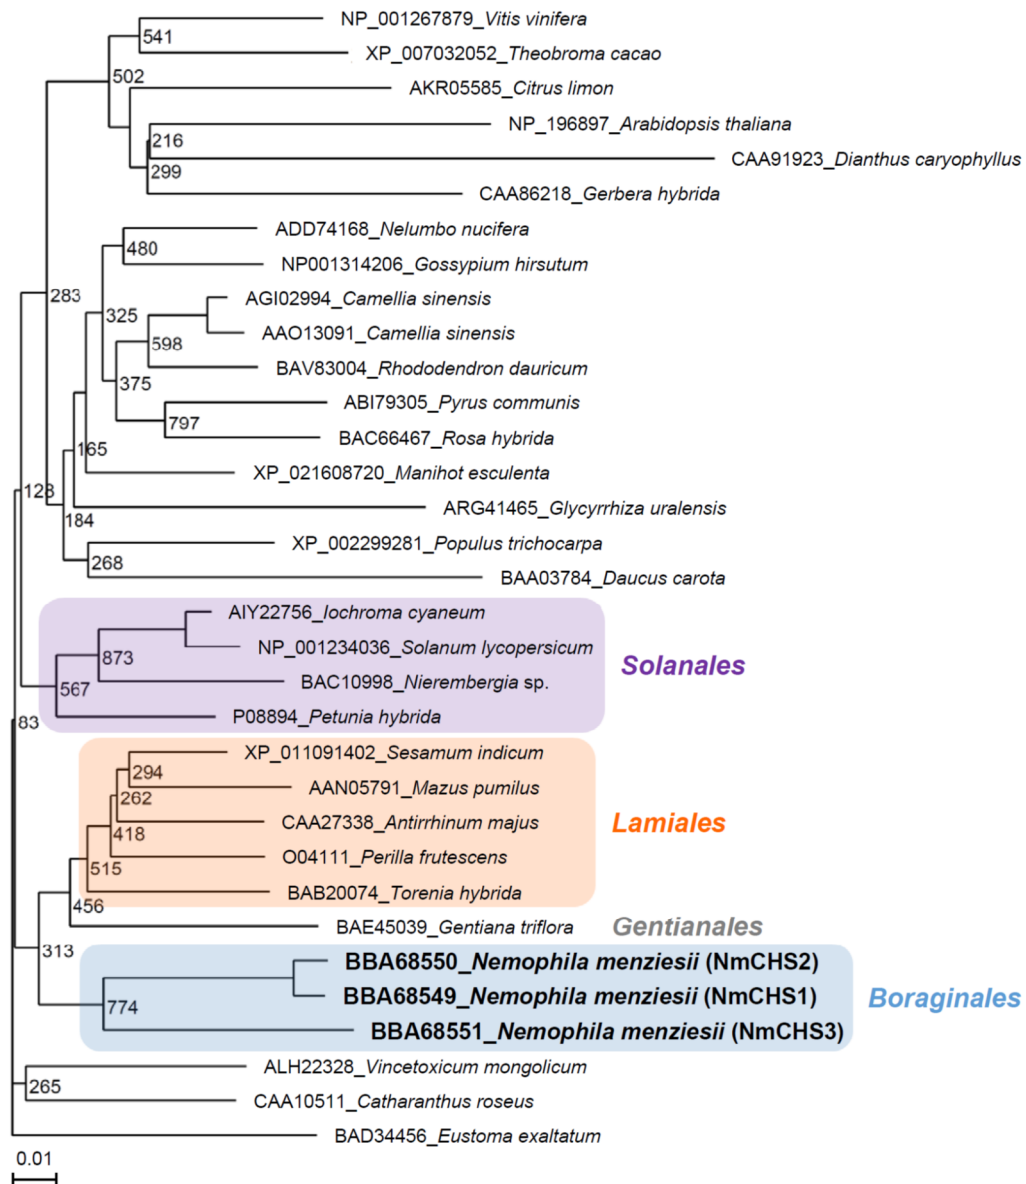 NP_001267879_Vitis vinifera
541
XP_007032052_Theobroma cacao
502
AKR05585_Citrus limon
NP_196897_Arabidopsis thaliana
216
CAA91923_Dianthus caryophyllus
299
CAA86218_Gerbera hybrida
ADD74168_Nelumbo nucifera
480
NP001314206_Gossypium hirsutum
283
AGI02994_Camellia sinensis
325
AAO13091_Camellia sinensis
598
BAV83004_Rhododendron dauricum
375
ABI79305_Pyrus communis
797
BAC66467_Rosa hybrida
165
XP_021608720_Manihot esculenta
128
ARG41465_Glycyrrhiza uralensis
184
XP_002299281_Populus trichocarpa
268
BAA03784_Daucus carota
AIY22756_Iochroma cyaneum
NP_001234036_Solanum lycopersicum
873
Solanales
BAC10998_Nierembergia sp.
567
P08894_Petunia hybrida
83
XP_011091402_Sesamum indicum
294
AAN05791_Mazus pumilus
262
CAA27338_Antirrhinum majus
Lamiales
418
O04111_Perilla frutescens
515
BAB20074_Torenia hybrida
456
BAE45039_Gentiana triflora
Gentianales
313
BBA68550_Nemophila menziesii (NmCHS2)
BBA68549_Nemophila menziesii (NmCHS1)
Boraginales
774
BBA68551_Nemophila menziesii (NmCHS3)
ALH22328_Vincetoxicum mongolicum
265
CAA10511_Catharanthus roseus
BAD34456_Eustoma exaltatum
0.01